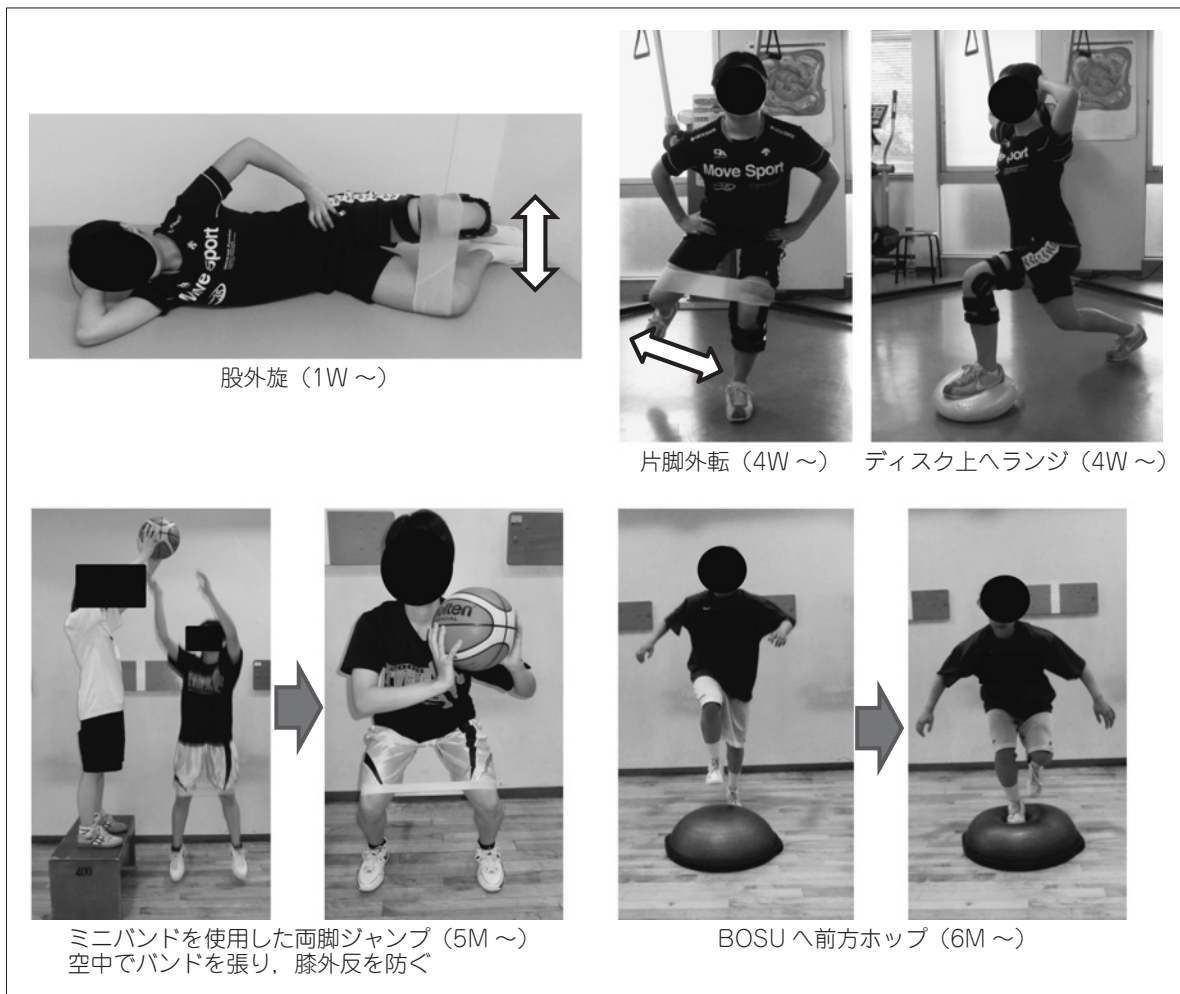 Move Sport
股外旋（1W ～）
Move Sport
片脚外転（4W ～）
port
ディスク上へランジ（4W ～）
400
molten
ミニバンドを使用した両脚ジャンプ（5M ～）
空中でバンドを張り，膝外反を防ぐ
BOSU へ前方ホップ（6M ～）